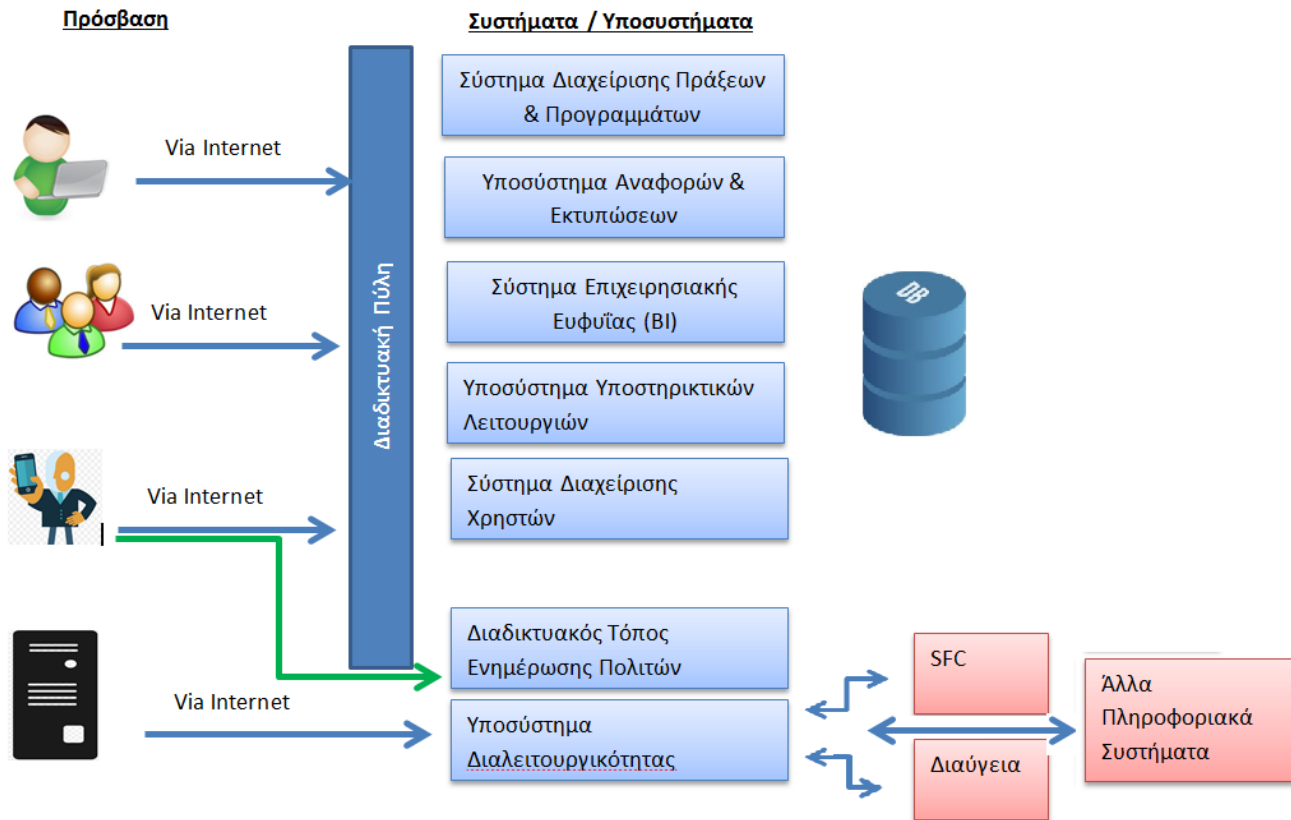 Πρόσβαση
Συστήματα / Υποσυστήματα
Via Internet
Via Internet
Via Internet
Via Internet
Διαδικτυακή Πύλη
Σύστημα Διαχείρισης Πράξεων
& Προγραμμάτων
Υποσύστημα Αναφορών &
Εκτυπώσεων
Σύστημα Επιχειρησιακής
Ευφυΐας (BI)
Υποσύστημα Υποστηρικτικών
Λειτουργιών
Σύστημα Διαχείρισης
Χρηστών
Διαδικτυακός Τόπος
Ενημέρωσης Πολιτών
Υποσύστημα
Διαλειτουργικότητας
DB
SFC
Διαύγεια
Άλλα
Πληροφοριακά
Συστήματα